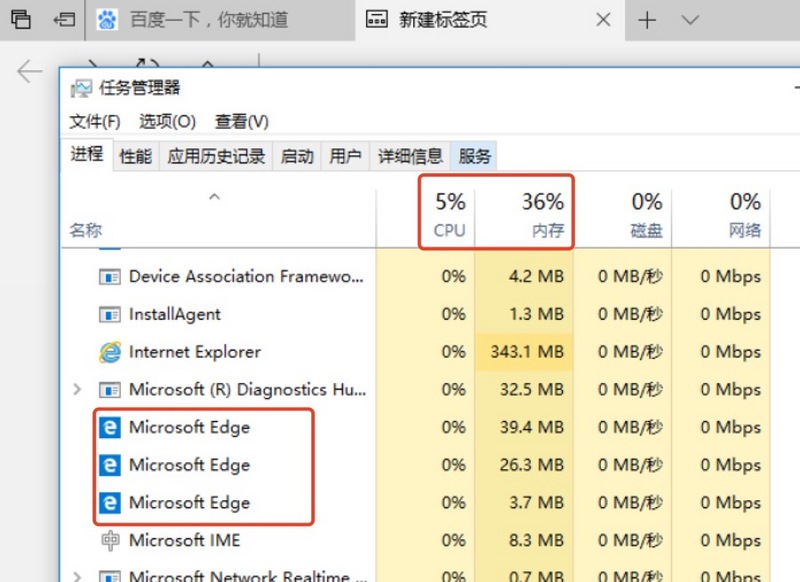 百度一下，你就知道 新建标签页
任务管理器
文件(F) 选项(O) 查看(V)
进程 性能 应用历史记录 启动 用户 详细信息 服务
5% 36% 0% 0%
名称 CPU 内存 磁盘 网络
Device Association Framewo... 0% 4.2 MB 0 MB/秒 0 Mbps
InstallAgent 0% 1.3 MB 0 MB/秒 0 Mbps
Internet Explorer 0% 343.1 MB 0 MB/秒 0 Mbps
Microsoft (R) Diagnostics Hu... 0% 32.5 MB 0 MB/秒 0 Mbps
Microsoft Edge 0% 39.4 MB 0 MB/秒 0 Mbps
Microsoft Edge 0% 26.3 MB 0 MB/秒 0 Mbps
Microsoft Edge 0% 3.7 MB 0 MB/秒 0 Mbps
Microsoft IME 0% 8.3 MB 0 MB/秒 0 Mbps
Microsoft Network Realtime ... 0% 0.7 MB 0 MB/秒 0 Mbps